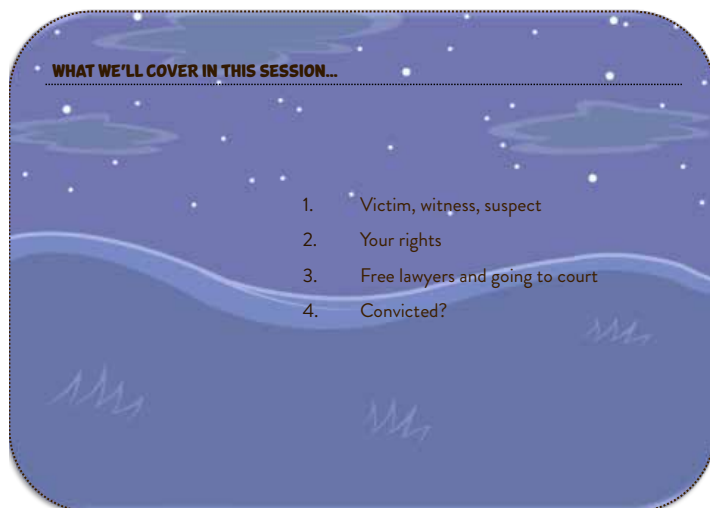 WHAT WE'LL COVER IN THIS SESSION...
1. Victim, witness, suspect
2. Your rights
3. Free lawyers and going to court
4. Convicted?